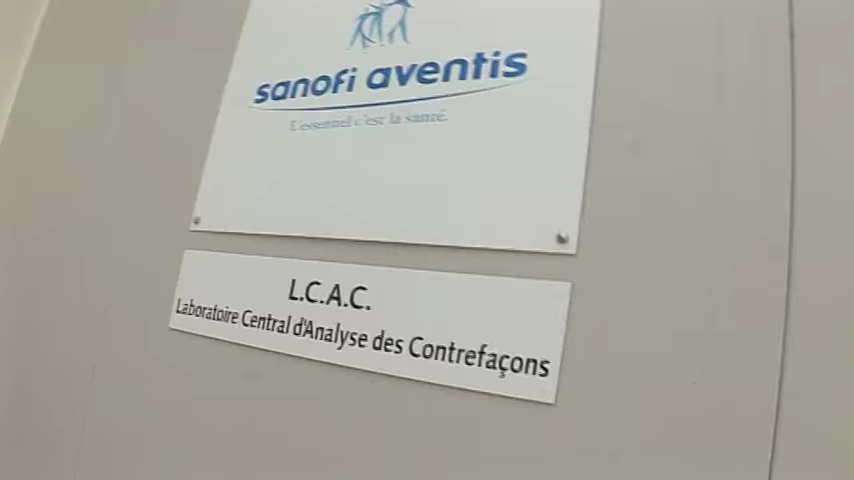 sanofi aventis
L'essentiel c'est la santé.
L.C.A.C.
Laboratoire Central d'Analyse des Contrefaçons